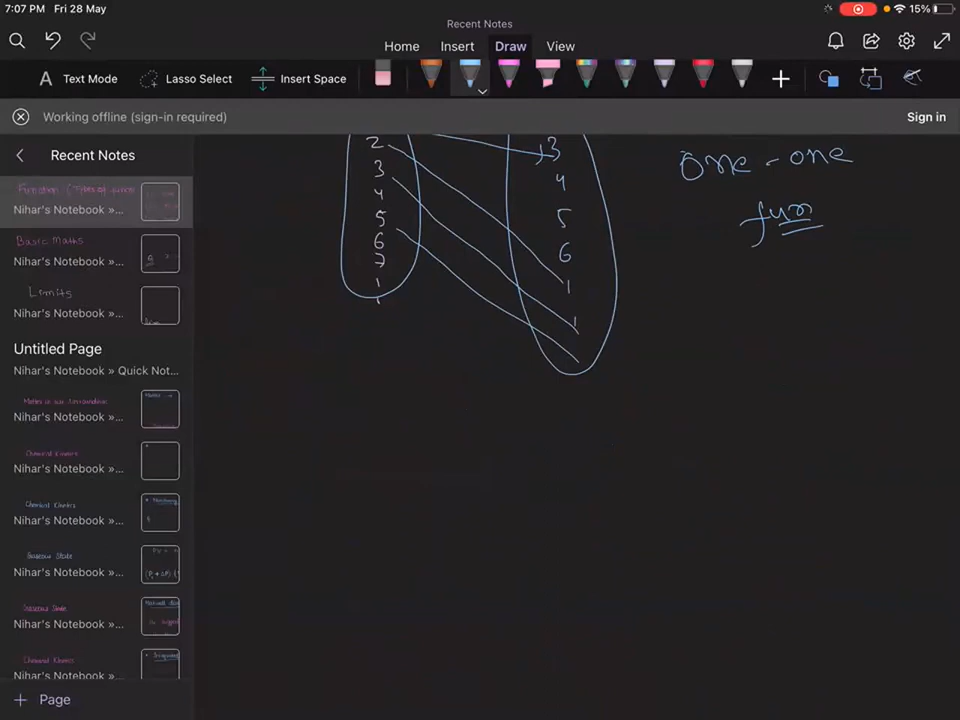 7:07 PM Fri 28 May
15%
Recent Notes
Home Insert Draw View
A Text Mode Lasso Select Insert Space
Working offline (sign-in required) Sign in
Recent Notes
Function (Types of
Nihar's Notebook »...
Basic Maths
Nihar's Notebook »...
Limits
Nihar's Notebook »...
Untitled Page
Nihar's Notebook » Quick Not...
Nihar's Notebook »...
Chemical Kinetics
Nihar's Notebook »...
Chemical Kinetics
Nihar's Notebook »...
Gaseous State
Nihar's Notebook »...
Gaseous State
Nihar's Notebook »...
Chemical Kinetics
Nihar's Notebook »...
+ Page
2 3
3 4
4 5
5 6
6
7
one - one
fun